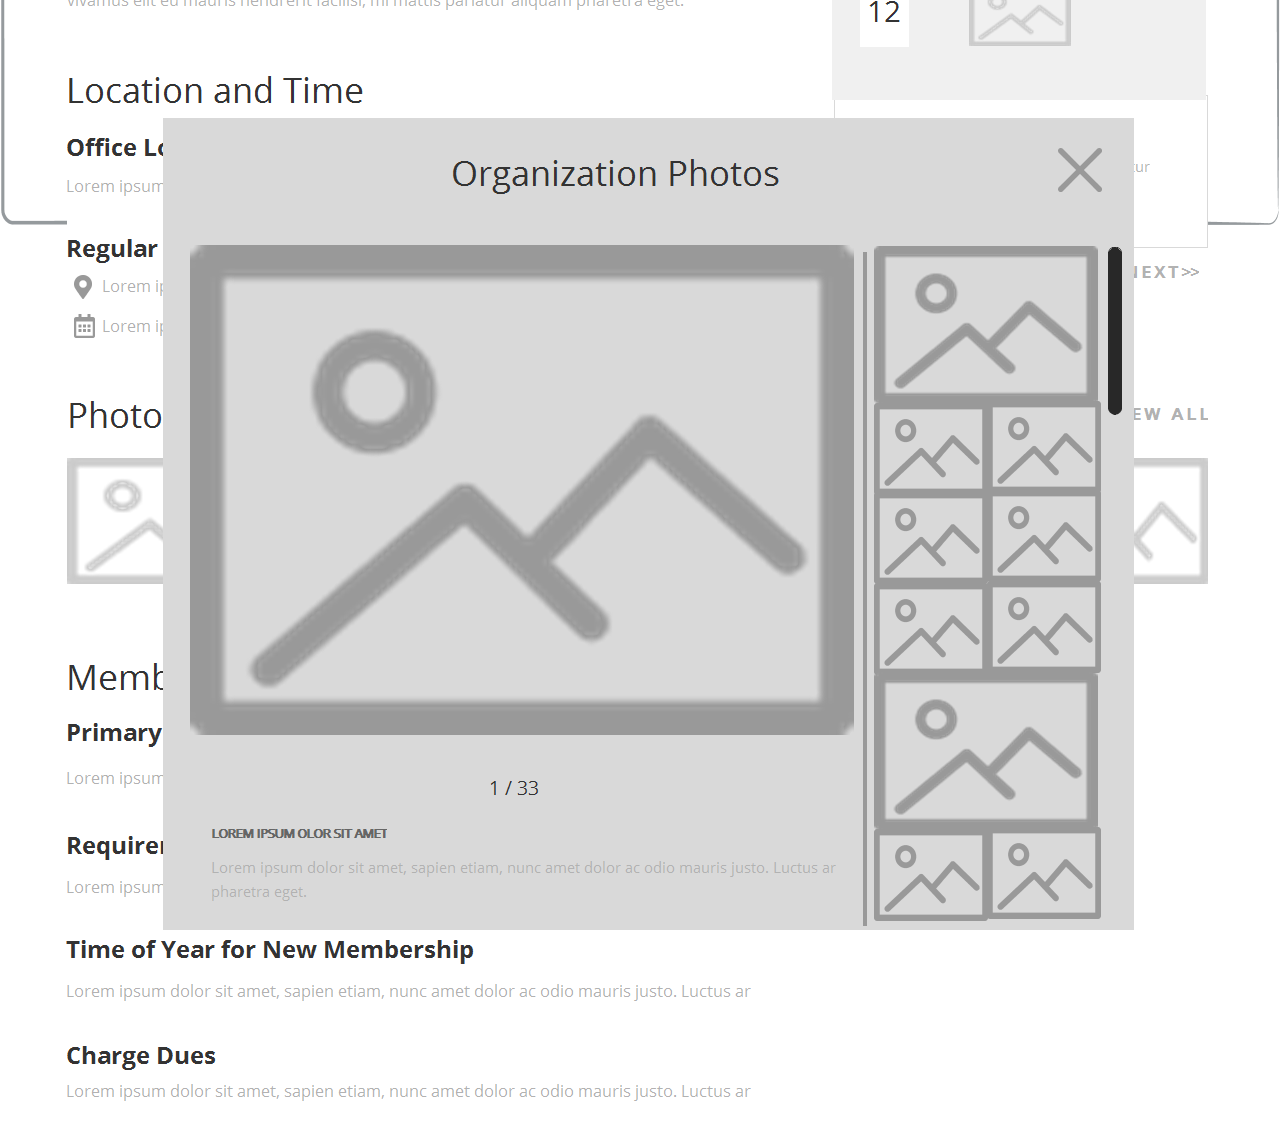 vivamus elit eu mauris hendrerit facilisi, mi mattis pariatur aliquam pharetra eget.
12
Location and Time
Office Lo
Lorem ipsum
Regular
Lorem ip
Lorem ip
Photo
Memb
Primary
Lorem ipsum
Requirer
Lorem ipsum
Organization Photos
1 / 33
LOREM IPSUM OLOR SIT AMET
Lorem ipsum dolor sit amet, sapien etiam, nunc amet dolor ac odio mauris justo. Luctus ar
pharetra eget.
tur
NEXT>>
EW ALL
Time of Year for New Membership
Lorem ipsum dolor sit amet, sapien etiam, nunc amet dolor ac odio mauris justo. Luctus ar
Charge Dues
Lorem ipsum dolor sit amet, sapien etiam, nunc amet dolor ac odio mauris justo. Luctus ar